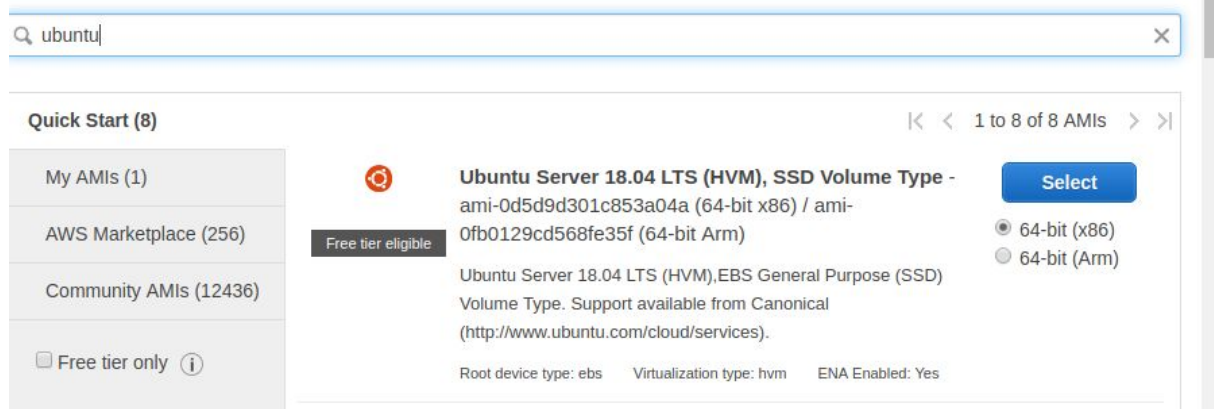 ubuntu
Quick Start (8)
1 to 8 of 8 AMIs
My AMIs (1)
AWS Marketplace (256)
Community AMIs (12436)
Free tier only
Free tier eligible
Ubuntu Server 18.04 LTS (HVM), SSD Volume Type -
ami-0d5d9d301c853a04a (64-bit x86) / ami-
0fb0129cd568fe35f (64-bit Arm)
Ubuntu Server 18.04 LTS (HVM),EBS General Purpose (SSD)
Volume Type. Support available from Canonical
(http://www.ubuntu.com/cloud/services).
Root device type: ebs Virtualization type: hvm ENA Enabled: Yes
Select
64-bit (x86)
64-bit (Arm)